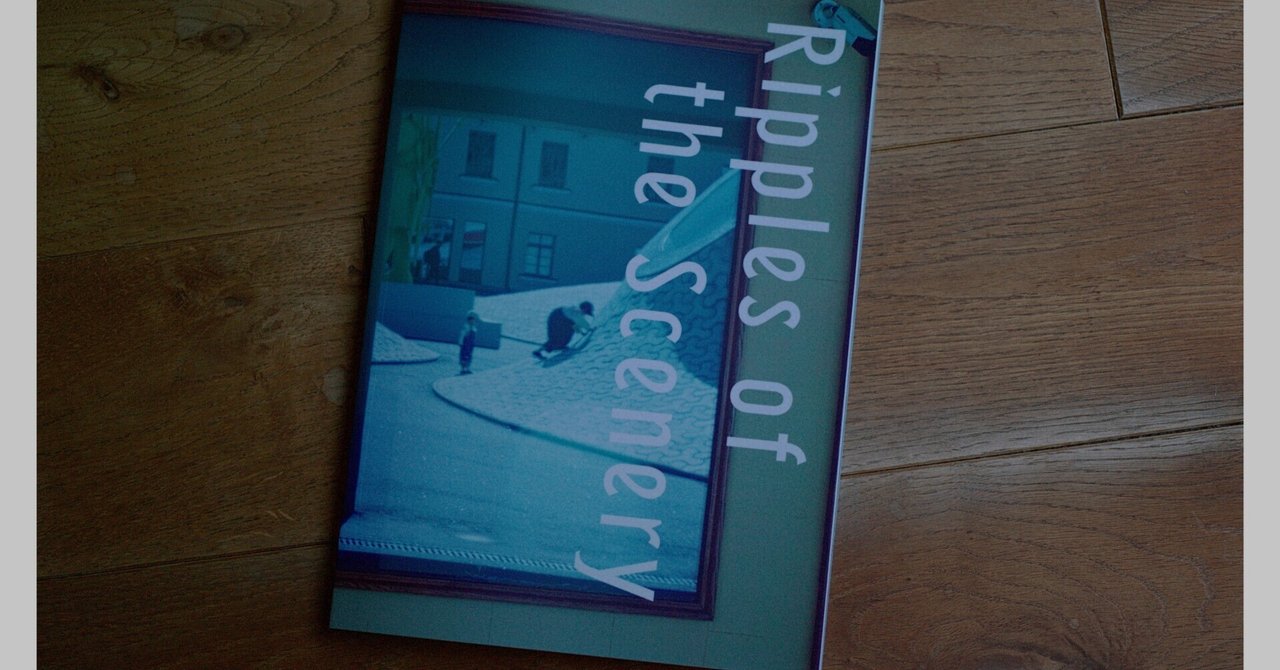 Ripples of
the Scenery